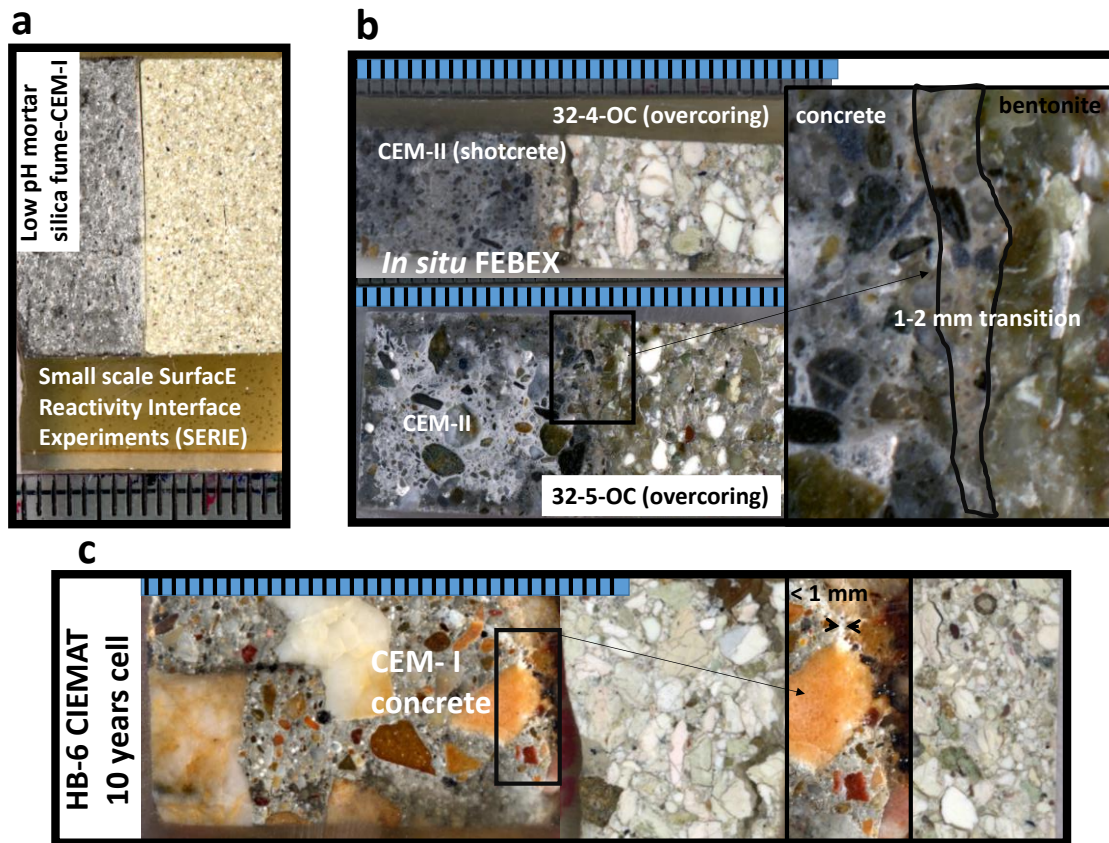 a
Low pH mortar
silica fume-CEM-I
Small scale SurfacE
Reactivity Interface
Experiments (SERIE)
b
32-4-OC (overcoring)
CEM-II (shotcrete)
In situ FEBEX
CEM-II
32-5-OC (overcoring)
concrete
bentonite
1-2 mm transition
c
HB-6 CIEMAT
10 years cell
CEM- I
concrete
< 1 mm